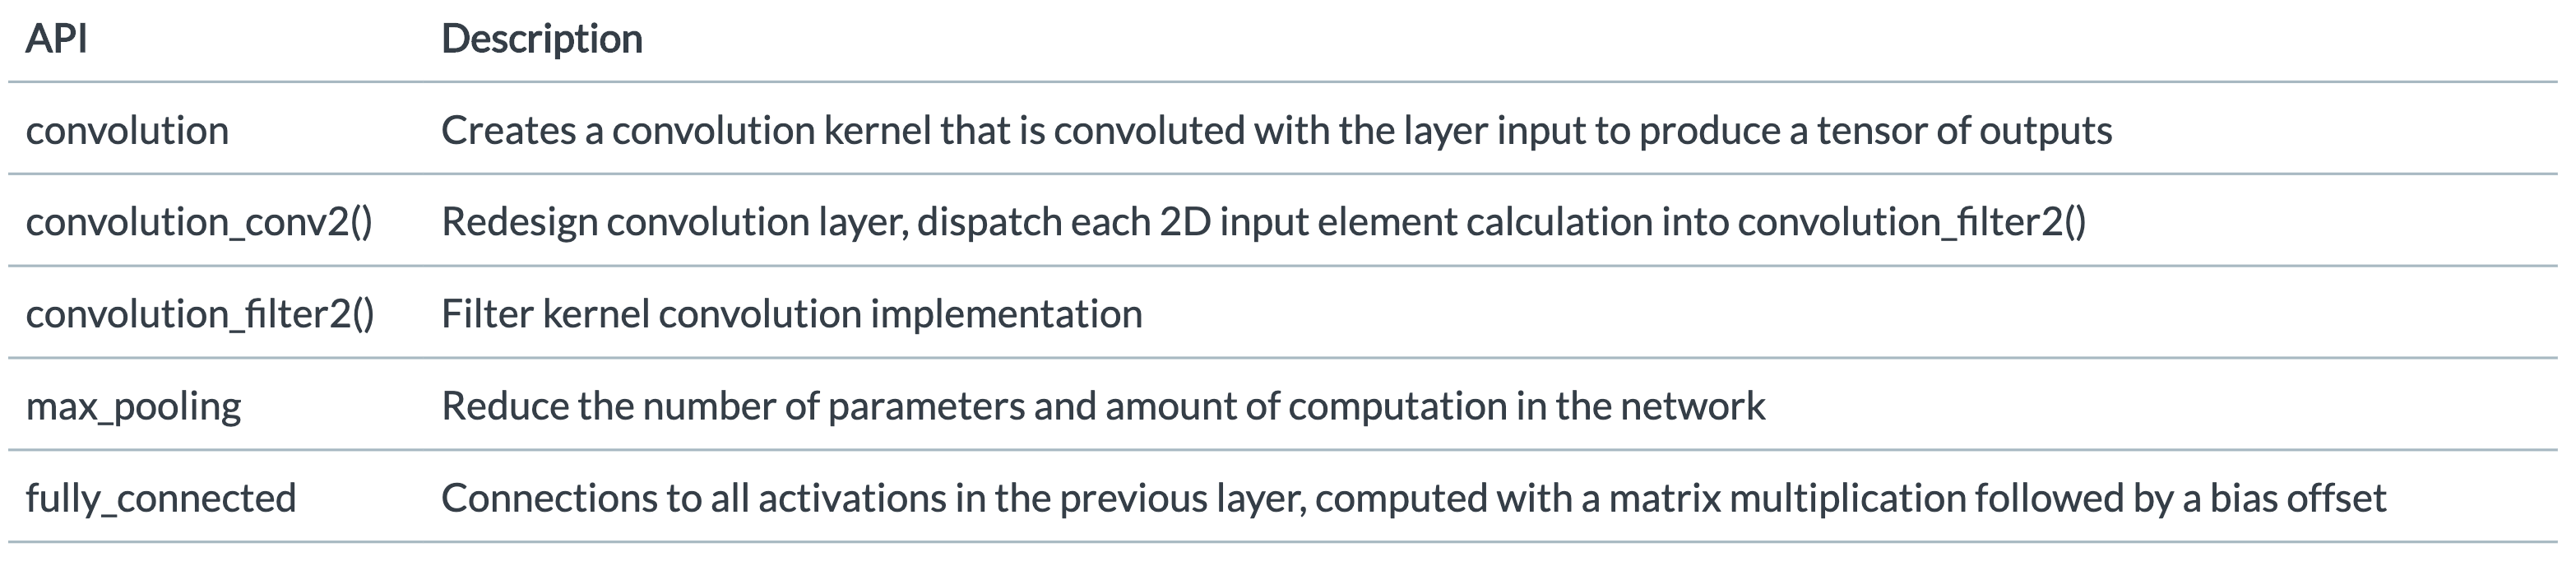 API Description
convolution Creates a convolution kernel that is convoluted with the layer input to produce a tensor of outputs
convolution_conv2() Redesign convolution layer, dispatch each 2D input element calculation into convolution_filter2()
convolution_filter2() Filter kernel convolution implementation
max_pooling Reduce the number of parameters and amount of computation in the network
fully_connected Connections to all activations in the previous layer, computed with a matrix multiplication followed by a bias offset